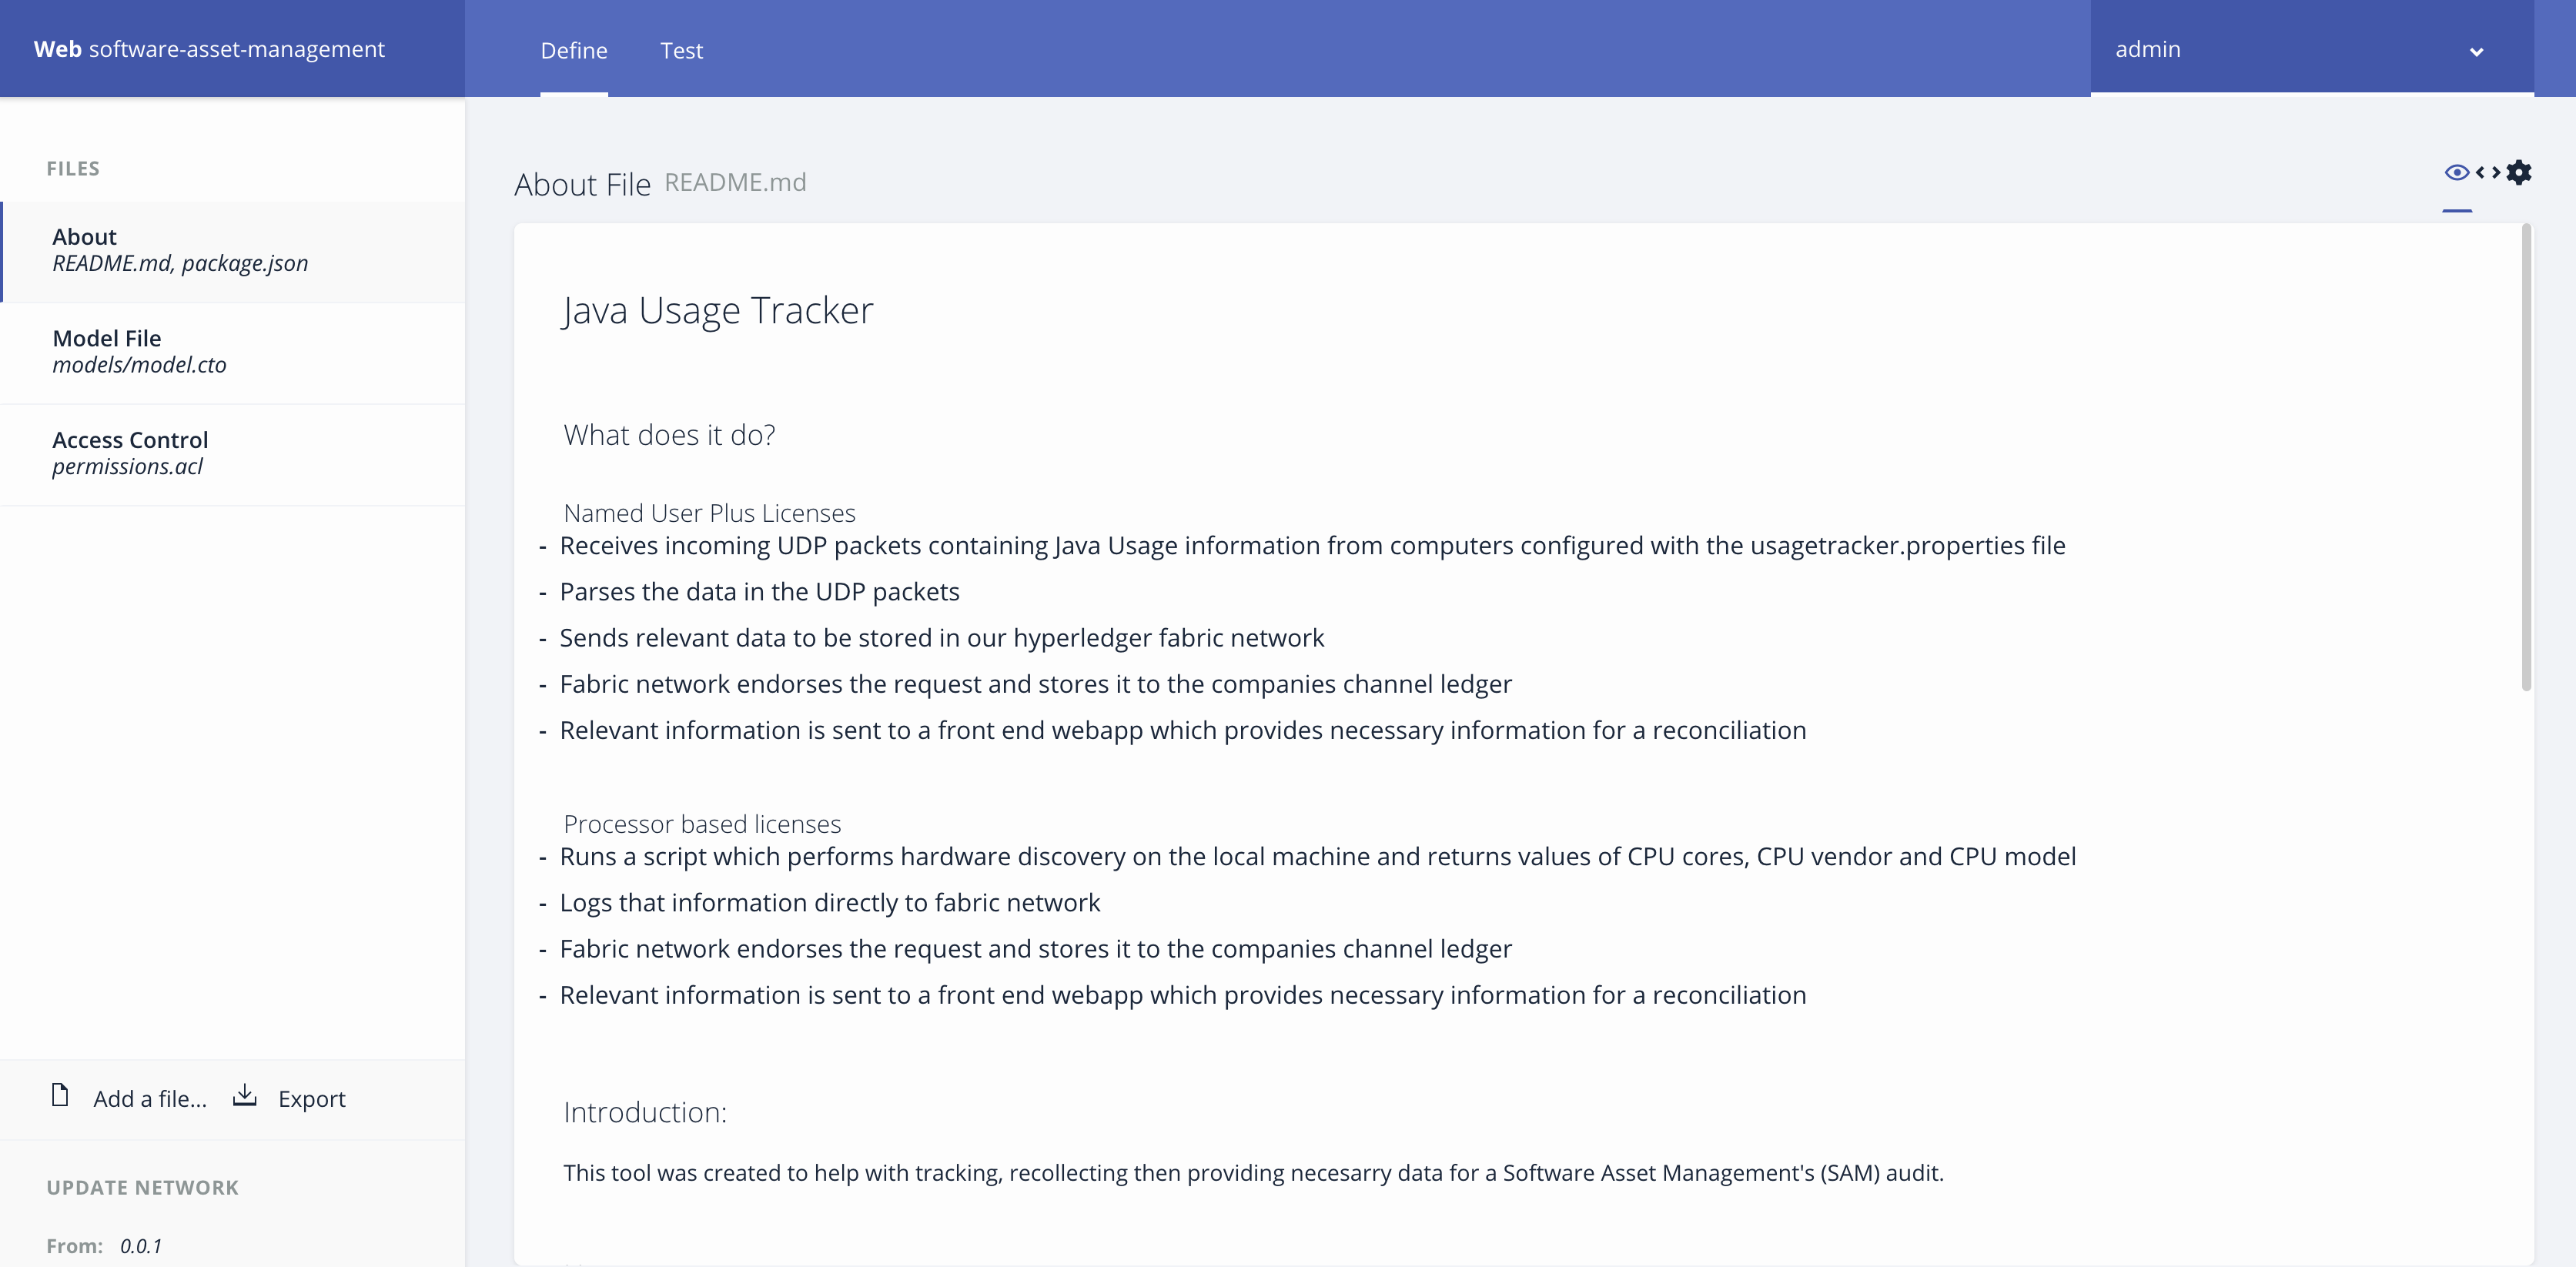 Web software-asset-management
Define Test
admin
FILES
About
README.md, package.json
Model File
models/model.cto
Access Control
permissions.acl
Add a file... Export
UPDATE NETWORK
From: 0.0.1
About File README.md
Java Usage Tracker
What does it do?
Named User Plus Licenses
- Receives incoming UDP packets containing Java Usage information from computers configured with the usagetracker.properties file
- Parses the data in the UDP packets
- Sends relevant data to be stored in our hyperledger fabric network
- Fabric network endorses the request and stores it to the companies channel ledger
- Relevant information is sent to a front end webapp which provides necessary information for a reconciliation
Processor based licenses
- Runs a script which performs hardware discovery on the local machine and returns values of CPU cores, CPU vendor and CPU model
- Logs that information directly to fabric network
- Fabric network endorses the request and stores it to the companies channel ledger
- Relevant information is sent to a front end webapp which provides necessary information for a reconciliation
Introduction:
This tool was created to help with tracking, recollecting then providing necesarry data for a Software Asset Management's (SAM) audit.